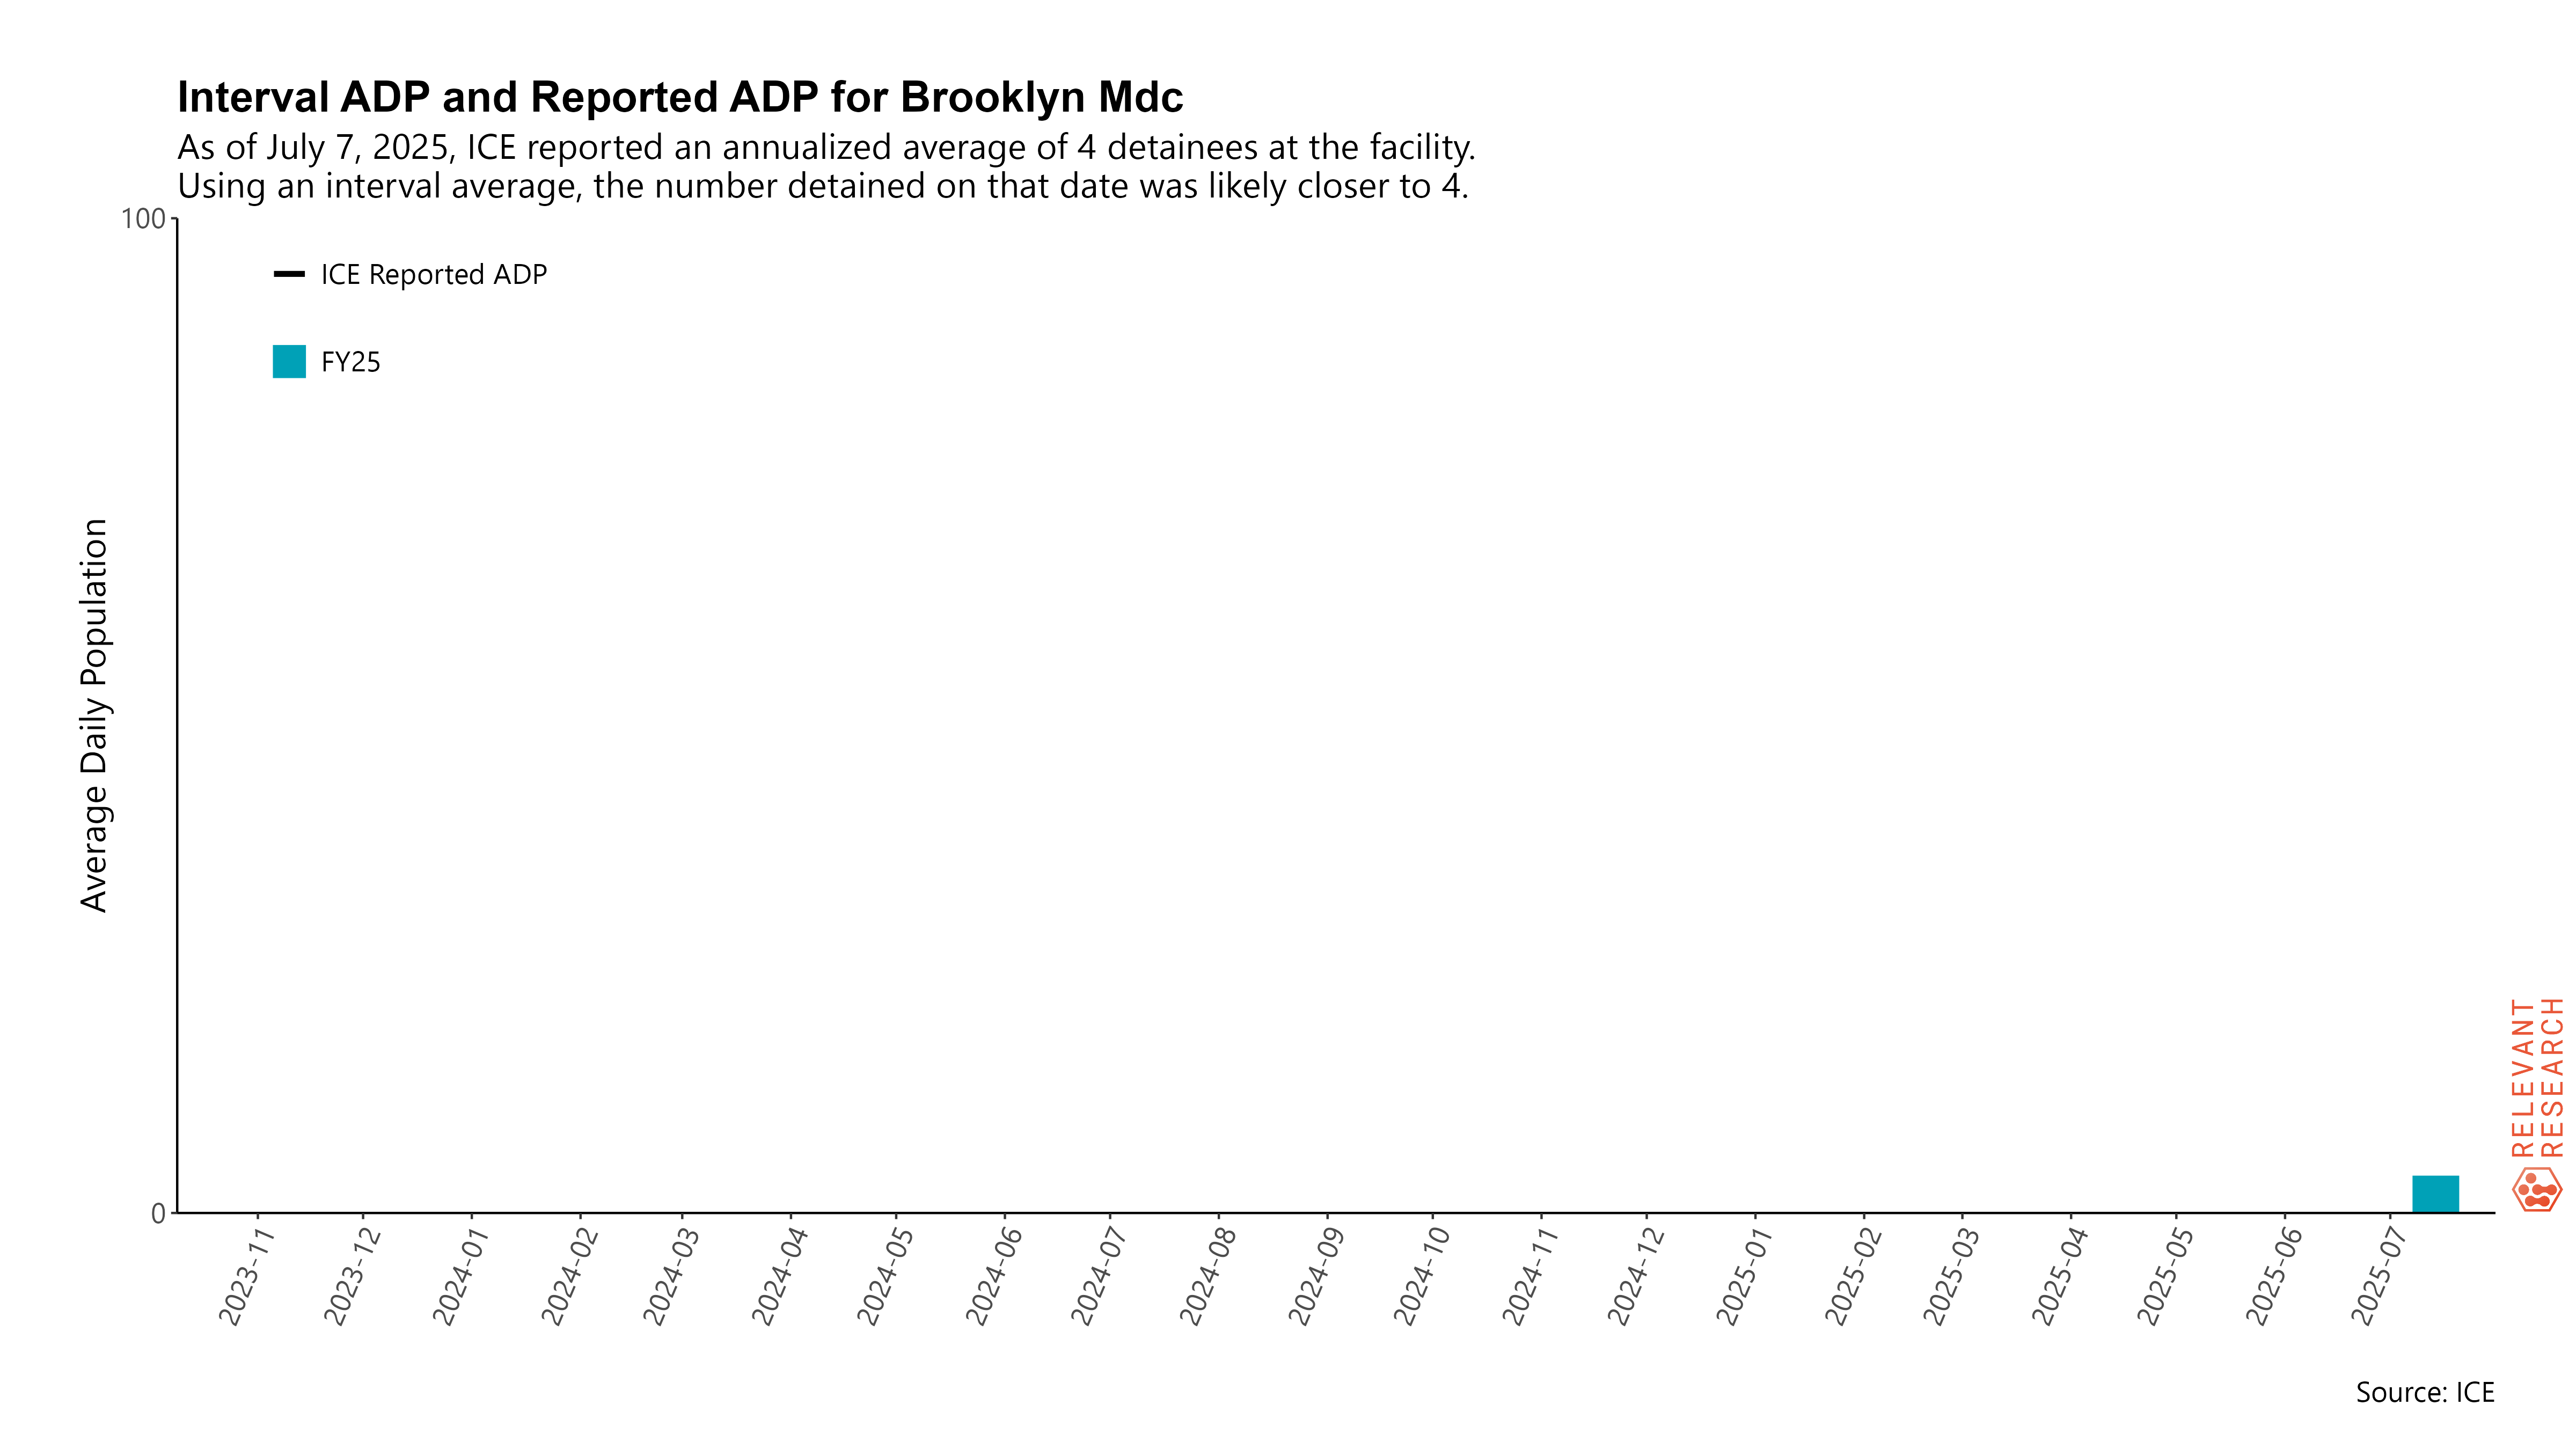 Interval ADP and Reported ADP for Brooklyn Mdc
As of July 7, 2025, ICE reported an annualized average of 4 detainees at the facility.
Using an interval average, the number detained on that date was likely closer to 4.
100
ICE Reported ADP
FY25
Average Daily Population
0
2023-11
2023-12
2024-01
2024-02
2024-03
2024-04
2024-05
2024-06
2024-07
2024-08
2024-09
2024-10
2024-11
2024-12
2025-01
2025-02
2025-03
2025-04
2025-05
2025-06
2025-07
RELEVANT
RESEARCH
Source: ICE